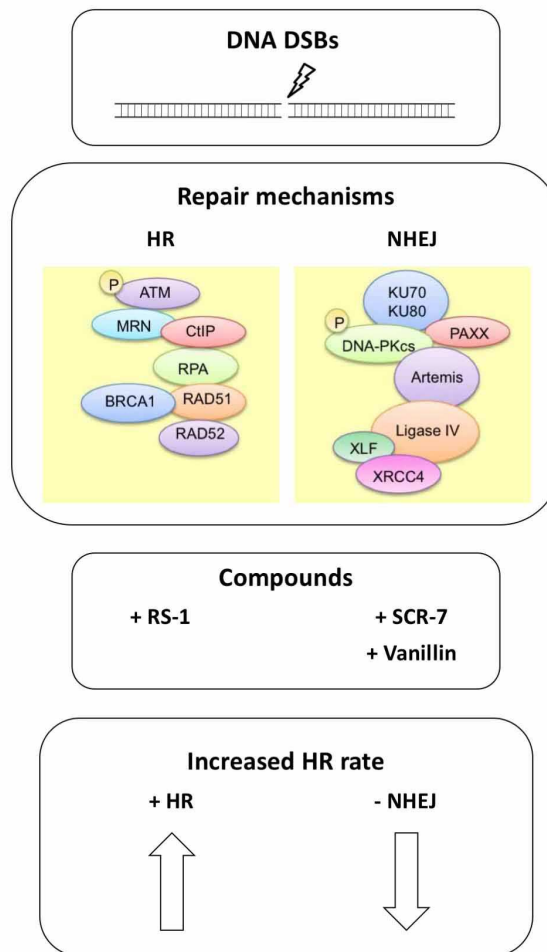 DNA DSBs
Repair mechanisms
HR
NHEJ
P
ATM
MRN
CtIP
RPA
BRCA1
RAD51
RAD52
KU70
KU80
P
DNA-PKcs
PAXX
Artemis
Ligase IV
XLF
XRCC4
Compounds
+ RS-1
+ SCR-7
+ Vanillin
Increased HR rate
+ HR
- NHEJ